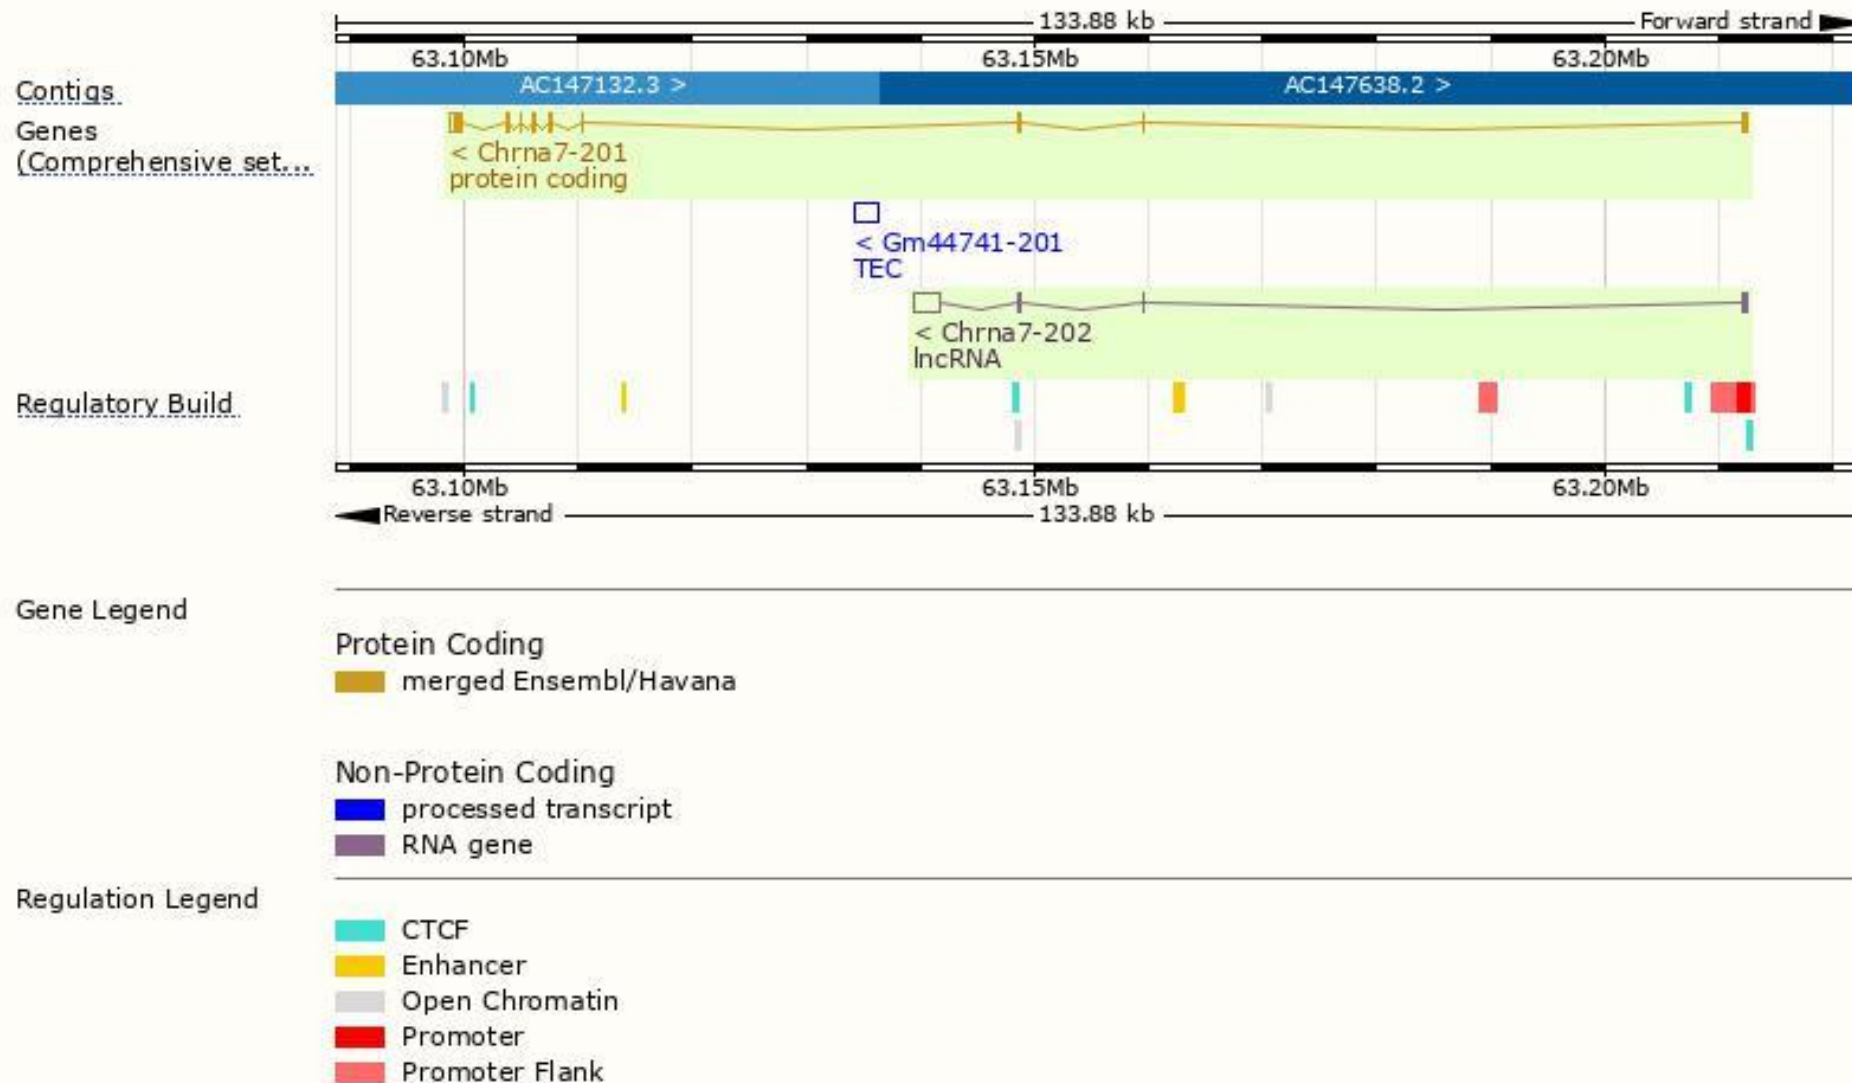 133.88 kb Forward strand
63.10Mb 63.15Mb 63.20Mb
Contigs AC147132.3 > AC147638.2 >
Genes
(Comprehensive set...
< Chrna7-201
protein coding
< Gm44741-201
TEC
< Chrna7-202
lncRNA
Regulatory Build
63.10Mb 63.15Mb 63.20Mb
Reverse strand 133.88 kb
Gene Legend
Protein Coding
merged Ensembl/Havana
Non-Protein Coding
processed transcript
RNA gene
Regulation Legend
CTCF
Enhancer
Open Chromatin
Promoter
Promoter Flank